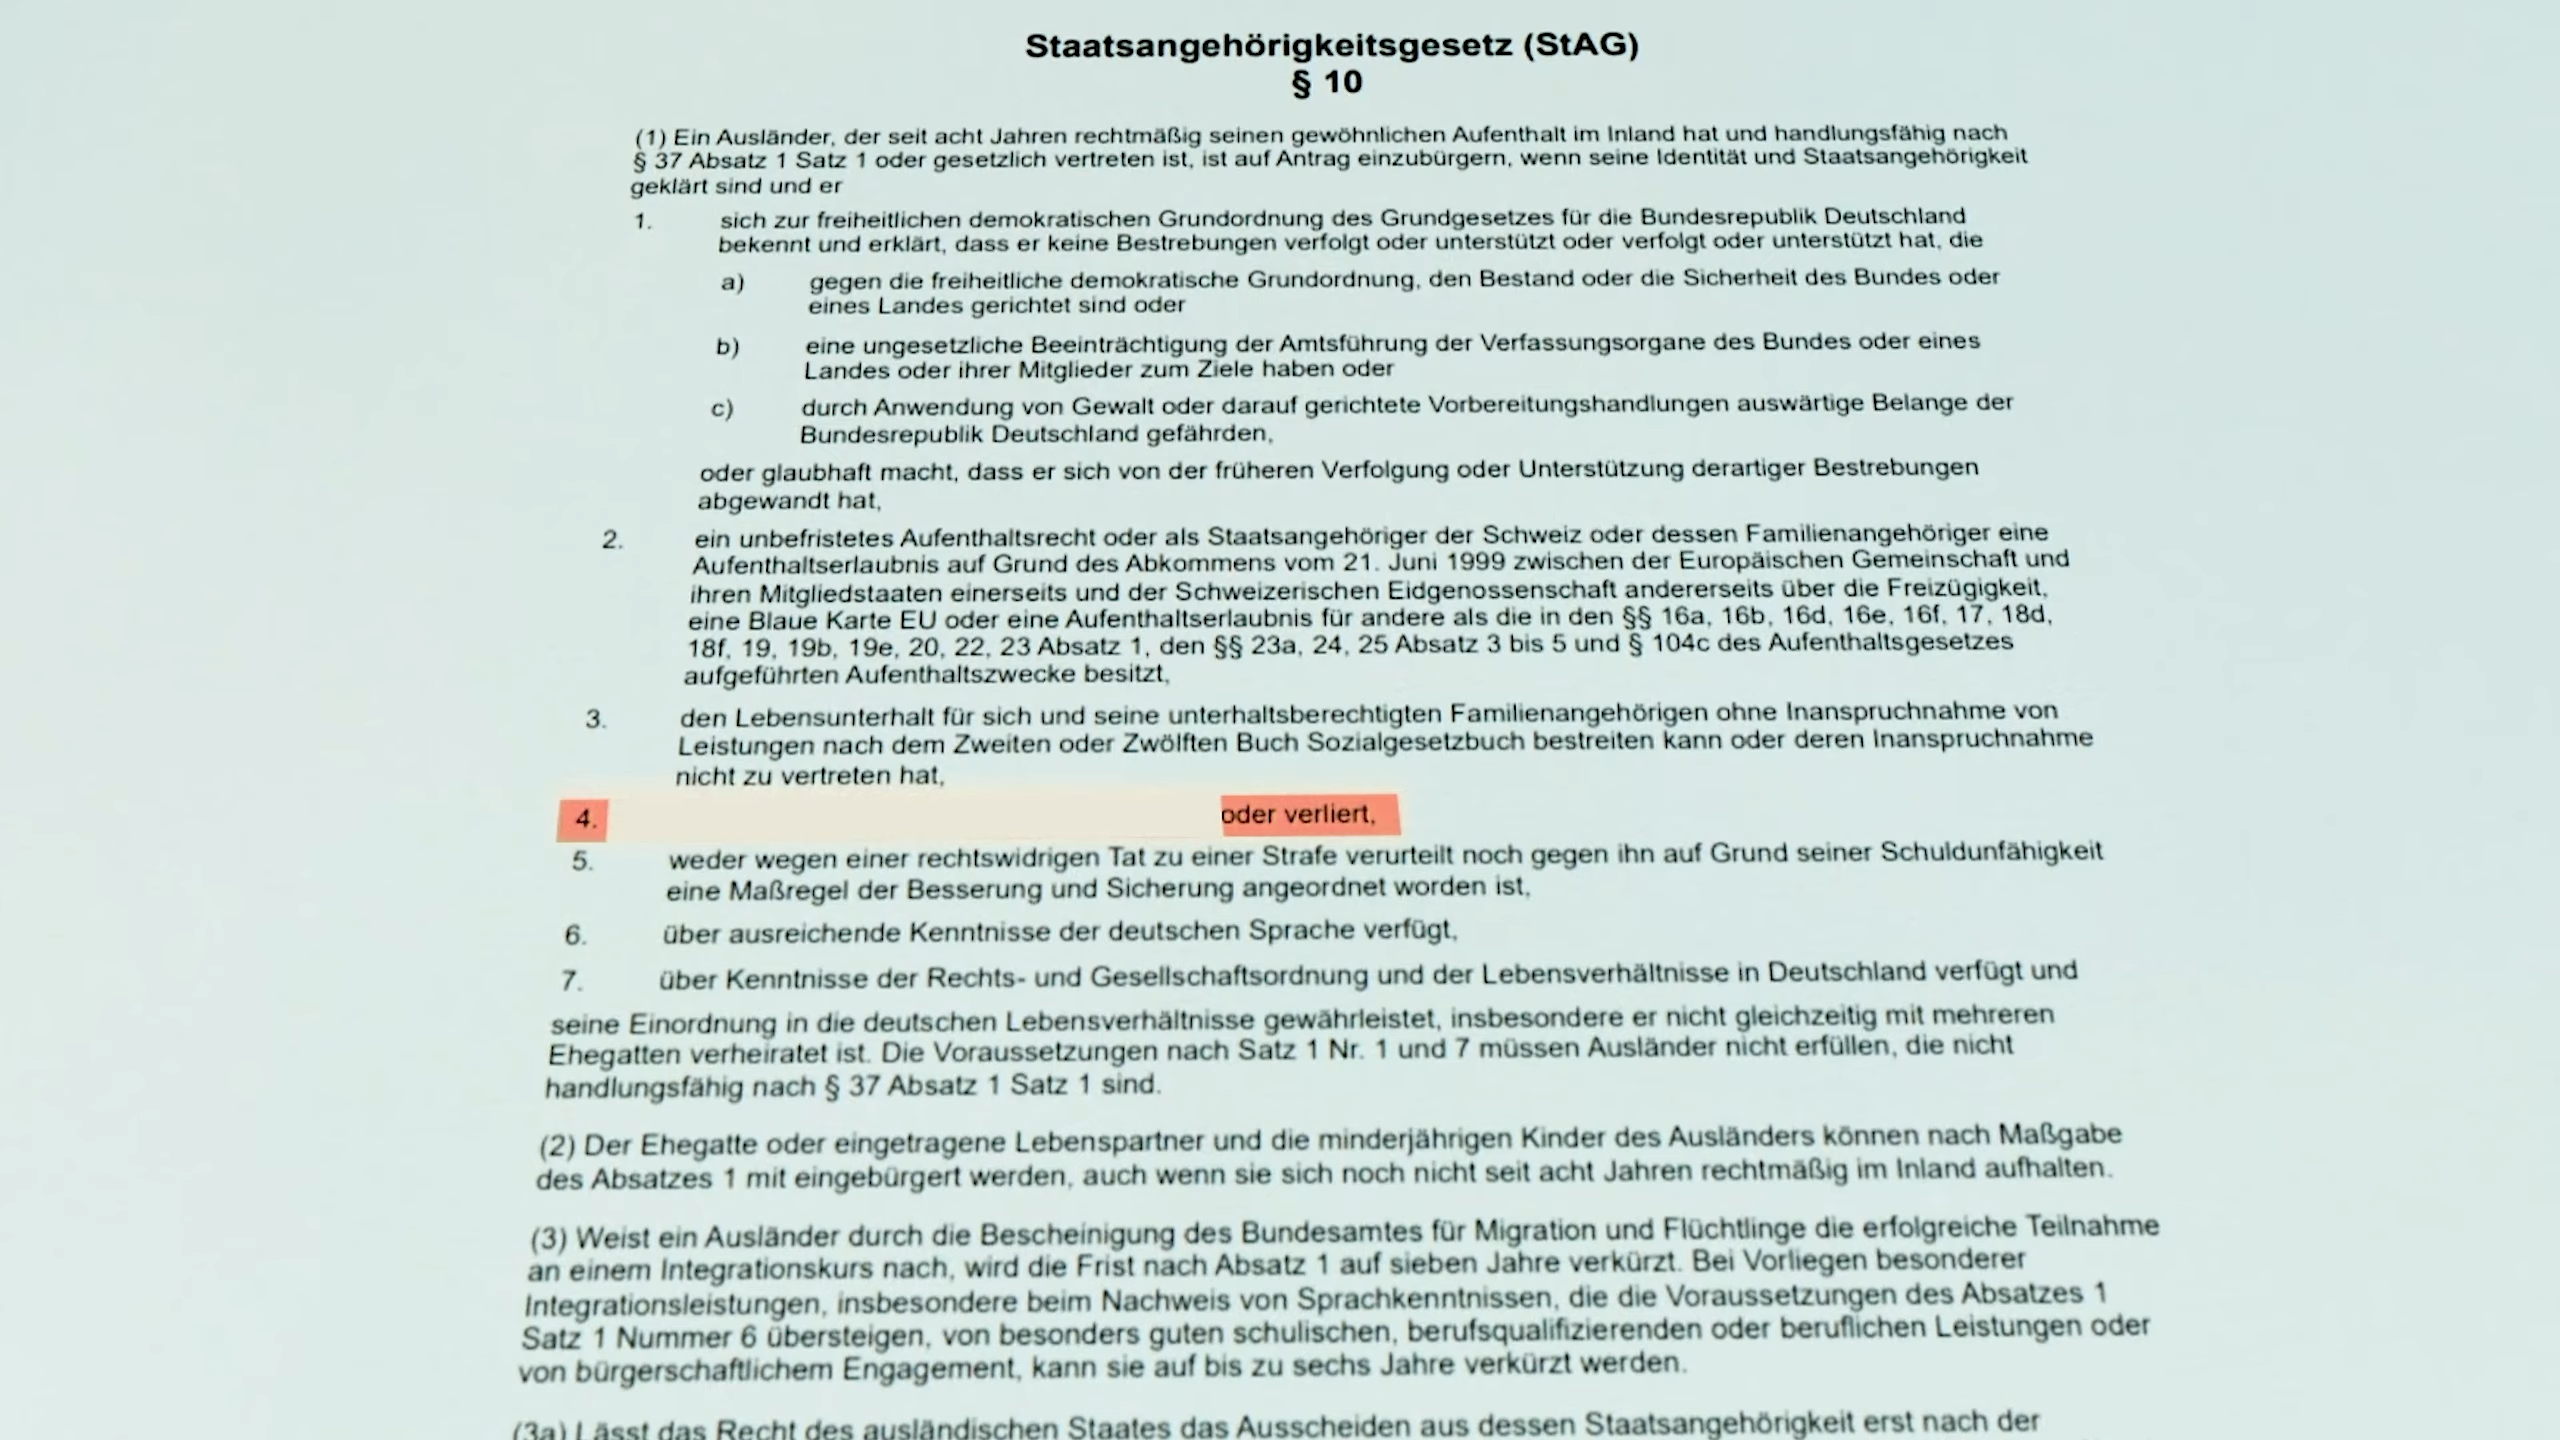 Staatsangehörigkeitsgesetz (StAG)
§ 10
(1) Ein Ausländer, der seit acht Jahren rechtmäßig seinen gewöhnlichen Aufenthalt im Inland hat und handlungsfähig nach
§ 37 Absatz 1 Satz 1 oder gesetzlich vertreten ist, ist auf Antrag einzubürgern, wenn seine Identität und Staatsangehörigkeit
geklärt sind und er
1. sich zur freiheitlichen demokratischen Grundordnung des Grundgesetzes für die Bundesrepublik Deutschland
bekennt und erklärt, dass er keine Bestrebungen verfolgt oder unterstützt oder verfolgt oder unterstützt hat, die
a) gegen die freiheitliche demokratische Grundordnung, den Bestand oder die Sicherheit des Bundes oder
eines Landes gerichtet sind oder
b) eine ungesetzliche Beeinträchtigung der Amtsführung der Verfassungsorgane des Bundes oder eines
Landes oder ihrer Mitglieder zum Ziele haben oder
c) durch Anwendung von Gewalt oder darauf gerichtete Vorbereitungshandlungen auswärtige Belange der
Bundesrepublik Deutschland gefährden,
oder glaubhaft macht, dass er sich von der früheren Verfolgung oder Unterstützung derartiger Bestrebungen
abgewandt hat,
2. ein unbefristetes Aufenthaltsrecht oder als Staatsangehöriger der Schweiz oder dessen Familienangehöriger eine
Aufenthaltserlaubnis auf Grund des Abkommens vom 21. Juni 1999 zwischen der Europäischen Gemeinschaft und
ihren Mitgliedstaaten einerseits und der Schweizerischen Eidgenossenschaft andererseits über die Freizügigkeit,
eine Blaue Karte EU oder eine Aufenthaltserlaubnis für andere als die in den §§ 16a, 16b, 16d, 16e, 16f, 17, 18d,
18f, 19, 19b, 19e, 20, 22, 23 Absatz 1, den §§ 23a, 24, 25 Absatz 3 bis 5 und § 104c des Aufenthaltsgesetzes
aufgeführten Aufenthaltszwecke besitzt,
3. den Lebensunterhalt für sich und seine unterhaltsberechtigten Familienangehörigen ohne Inanspruchnahme von
Leistungen nach dem Zweiten oder Zwölften Buch Sozialgesetzbuch bestreiten kann oder deren Inanspruchnahme
nicht zu vertreten hat,
4. oder verliert,
5. weder wegen einer rechtswidrigen Tat zu einer Strafe verurteilt noch gegen ihn auf Grund seiner Schuldunfähigkeit
eine Maßregel der Besserung und Sicherung angeordnet worden ist,
6. über ausreichende Kenntnisse der deutschen Sprache verfügt,
7. über Kenntnisse der Rechts- und Gesellschaftsordnung und der Lebensverhältnisse in Deutschland verfügt und
seine Einordnung in die deutschen Lebensverhältnisse gewährleistet, insbesondere er nicht gleichzeitig mit mehreren
Ehegatten verheiratet ist. Die Voraussetzungen nach Satz 1 Nr. 1 und 7 müssen Ausländer nicht erfüllen, die nicht
handlungsfähig nach § 37 Absatz 1 Satz 1 sind.
(2) Der Ehegatte oder eingetragene Lebenspartner und die minderjährigen Kinder des Ausländers können nach Maßgabe
des Absatzes 1 mit eingebürgert werden, auch wenn sie sich noch nicht seit acht Jahren rechtmäßig im Inland aufhalten.
(3) Weist ein Ausländer durch die Bescheinigung des Bundesamtes für Migration und Flüchtlinge die erfolgreiche Teilnahme
an einem Integrationskurs nach, wird die Frist nach Absatz 1 auf sieben Jahre verkürzt. Bei Vorliegen besonderer
Integrationsleistungen, insbesondere beim Nachweis von Sprachkenntnissen, die die Voraussetzungen des Absatzes 1
Satz 1 Nummer 6 übersteigen, von besonders guten schulischen, berufsqualifizierenden oder beruflichen Leistungen oder
von bürgerschaftlichem Engagement, kann sie auf bis zu sechs Jahre verkürzt werden.
(3a) Lässt das Recht des ausländischen Staates das Ausscheiden aus dessen Staatsangehörigkeit erst nach der